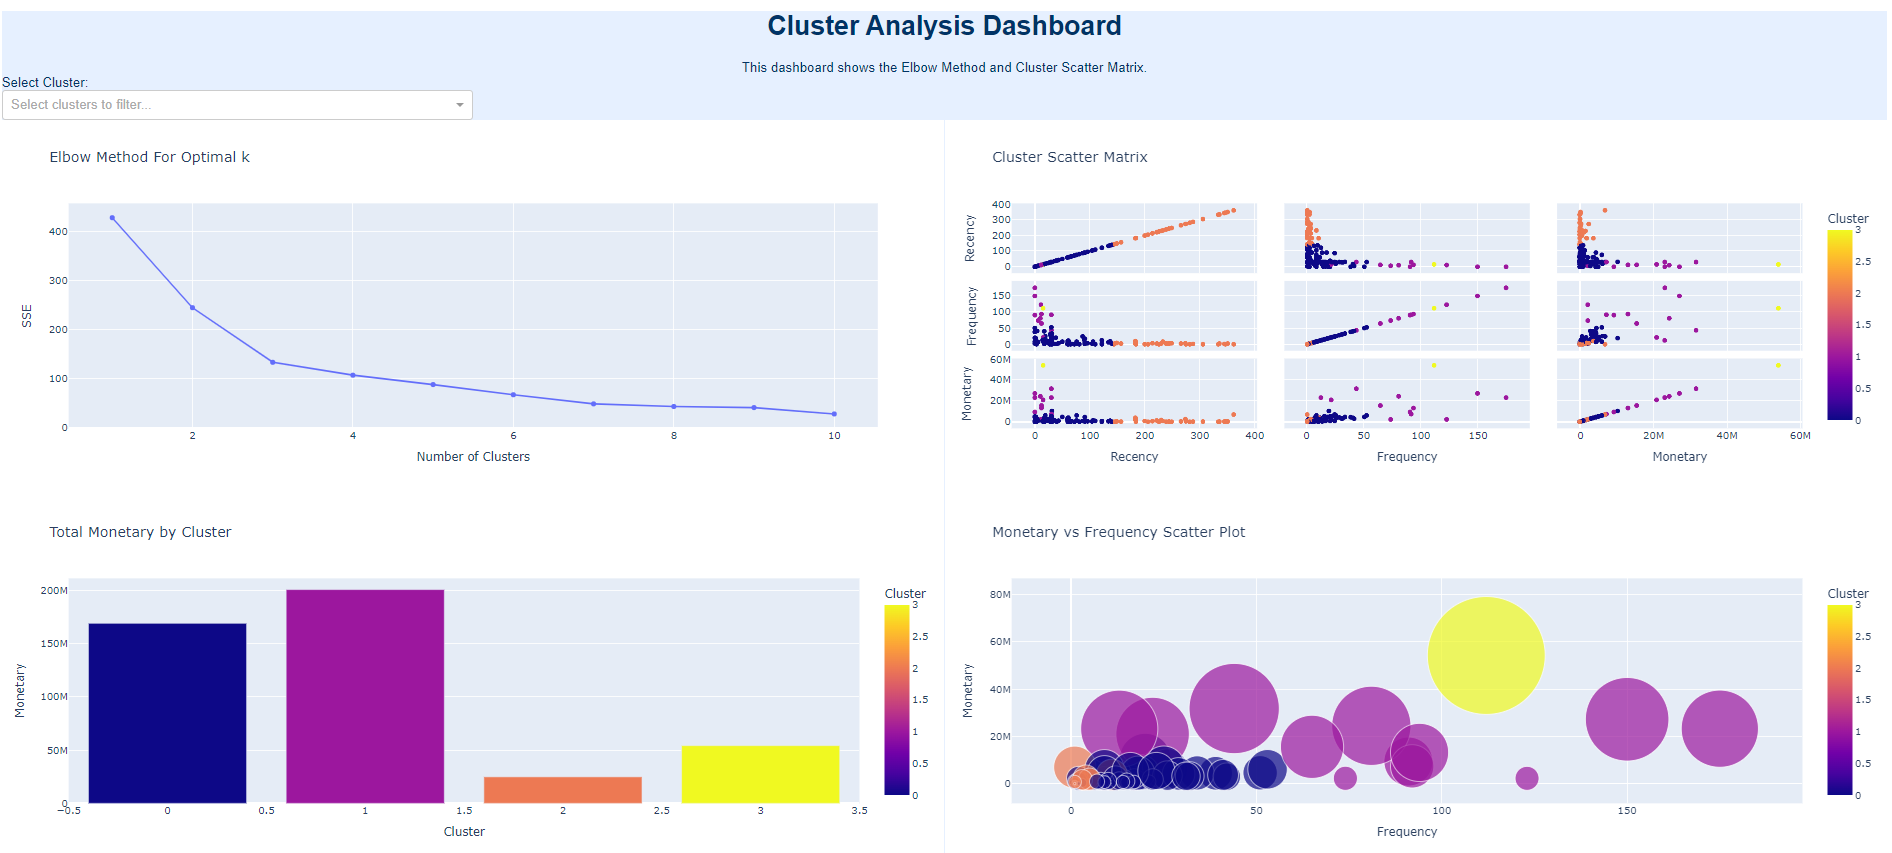 Cluster Analysis Dashboard
This dashboard shows the Elbow Method and Cluster Scatter Matrix.
Select Cluster:
Select clusters to filter...
Elbow Method For Optimal k
SSE
400
300
200
100
0
2 4 6 8 10
Number of Clusters
Cluster Scatter Matrix
Recency
400
300
200
100
0
Frequency
150
100
50
0
Monetary
60M
40M
20M
0
0 100 200 300 400
0 50 100 150
0 20M 40M 60M
Recency Frequency Monetary
Cluster
3
2.5
2
1.5
1
0.5
0
Total Monetary by Cluster
Monetary
200M
150M
100M
50M
0
−0.5 0 0.5 1 1.5 2 2.5 3 3.5
Cluster
Cluster
3
2.5
2
1.5
1
0.5
0
Monetary vs Frequency Scatter Plot
Monetary
80M
60M
40M
20M
0
0 50 100 150
Frequency
Cluster
3
2.5
2
1.5
1
0.5
0